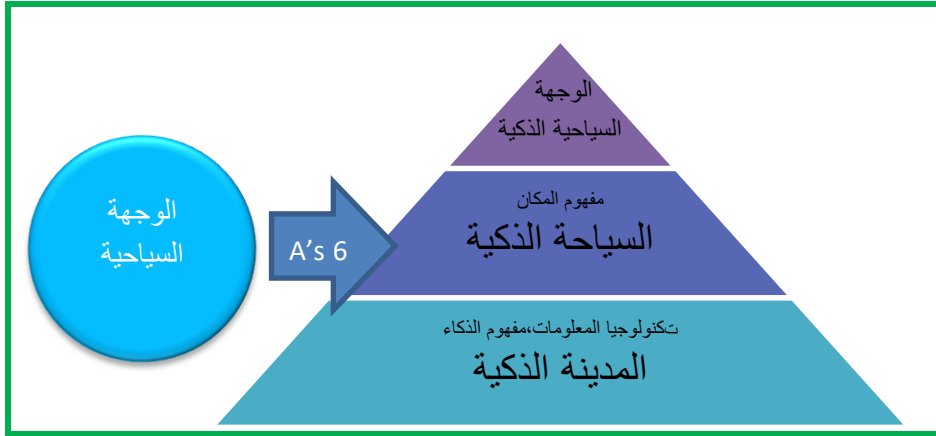 الوجهة
السياحية الذكية
مفهوم المكان
السياحة الذكية
تكنولوجيا المعلومات،مفهوم الذكاء
المدينة الذكية
A's 6
الوجهة
السياحية